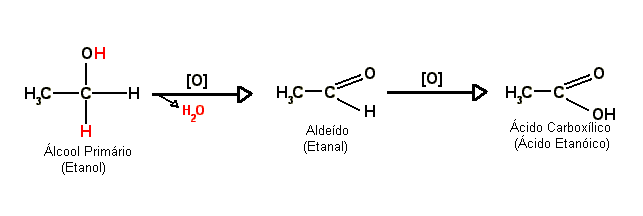 OH
H₃C C H
H
Álcool Primário
(Etanol)
[O]
H₂O
H₃C C O
H
Aldeído
(Etanal)
[O]
H₃C C O
OH
Ácido Carboxílico
(Ácido Etanóico)